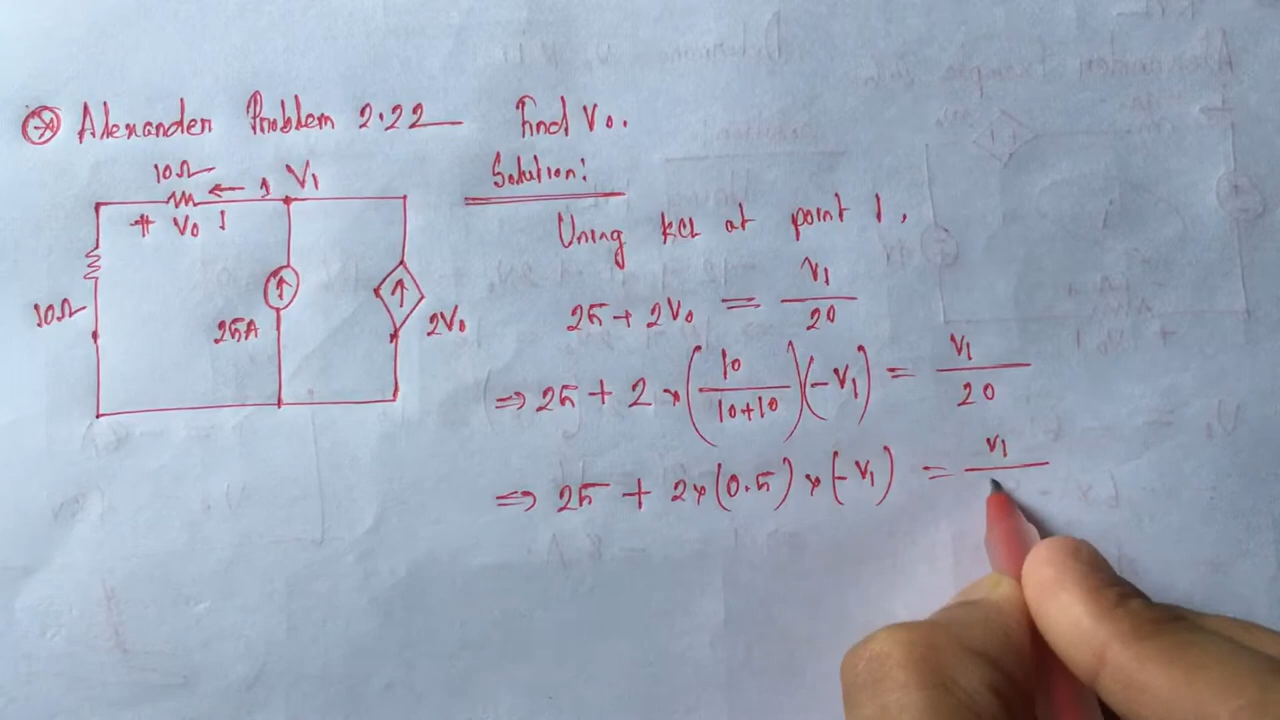 Alexander Problem 2.22 Find V₀.
10Ω 1 V₁
+ V₀
10Ω
25A
2V₀
Solution:
Using kcl at point 1,
25 + 2V₀ = V₁/20
⇒ 25 + 2 × (10/(10+10)) (-V₁) = V₁/20
⇒ 25 + 2×(0.5) × (-V₁) = V₁/